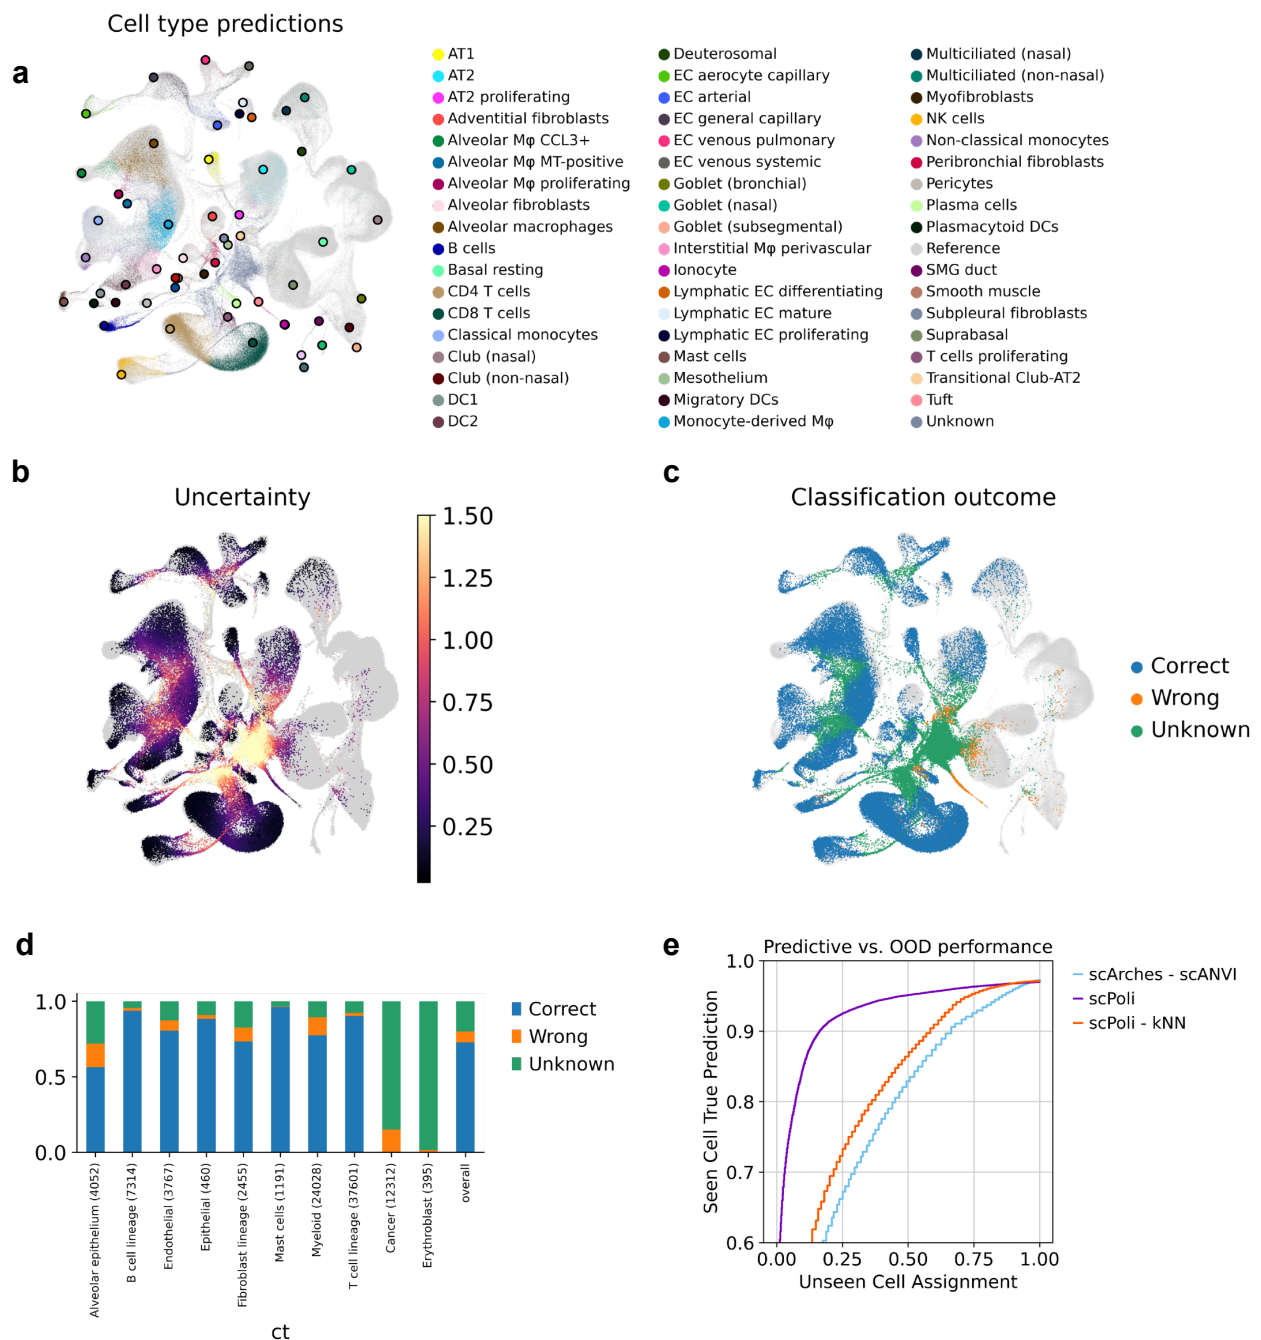 Cell type predictions
a
AT1
AT2
AT2 proliferating
Adventitial fibroblasts
Alveolar Mφ CCL3+
Alveolar Mφ MT-positive
Alveolar Mφ proliferating
Alveolar fibroblasts
Alveolar macrophages
B cells
Basal resting
CD4 T cells
CD8 T cells
Classical monocytes
Club (nasal)
Club (non-nasal)
DC1
DC2
Deuterosomal
EC aerocyte capillary
EC arterial
EC general capillary
EC venous pulmonary
EC venous systemic
Goblet (bronchial)
Goblet (nasal)
Goblet (subsegmental)
Interstitial Mφ perivascular
Ionocyte
Lymphatic EC differentiating
Lymphatic EC mature
Lymphatic EC proliferating
Mast cells
Mesothelium
Migratory DCs
Monocyte-derived Mφ
Multiciliated (nasal)
Multiciliated (non-nasal)
Myofibroblasts
NK cells
Non-classical monocytes
Peribronchial fibroblasts
Pericytes
Plasma cells
Plasmacytoid DCs
Reference
SMG duct
Smooth muscle
Subpleural fibroblasts
Suprabasal
T cells proliferating
Transitional Club-AT2
Tuft
Unknown
b
Uncertainty
1.50
1.25
1.00
0.75
0.50
0.25
c
Classification outcome
Correct
Wrong
Unknown
d
1.0
0.5
0.0
Alveolar epithelium (4052)
B cell lineage (7314)
Endothelial (3767)
Epithelial (460)
Fibroblast lineage (2455)
Mast cells (1191)
Myeloid (24028)
T cell lineage (37601)
Cancer (12312)
Erythroblast (395)
overall
ct
Correct
Wrong
Unknown
e
Predictive vs. OOD performance
Seen Cell True Prediction
1.0
0.9
0.8
0.7
0.6
0.00
0.25
0.50
0.75
1.00
Unseen Cell Assignment
scArches - scANVI
scPoli
scPoli - kNN